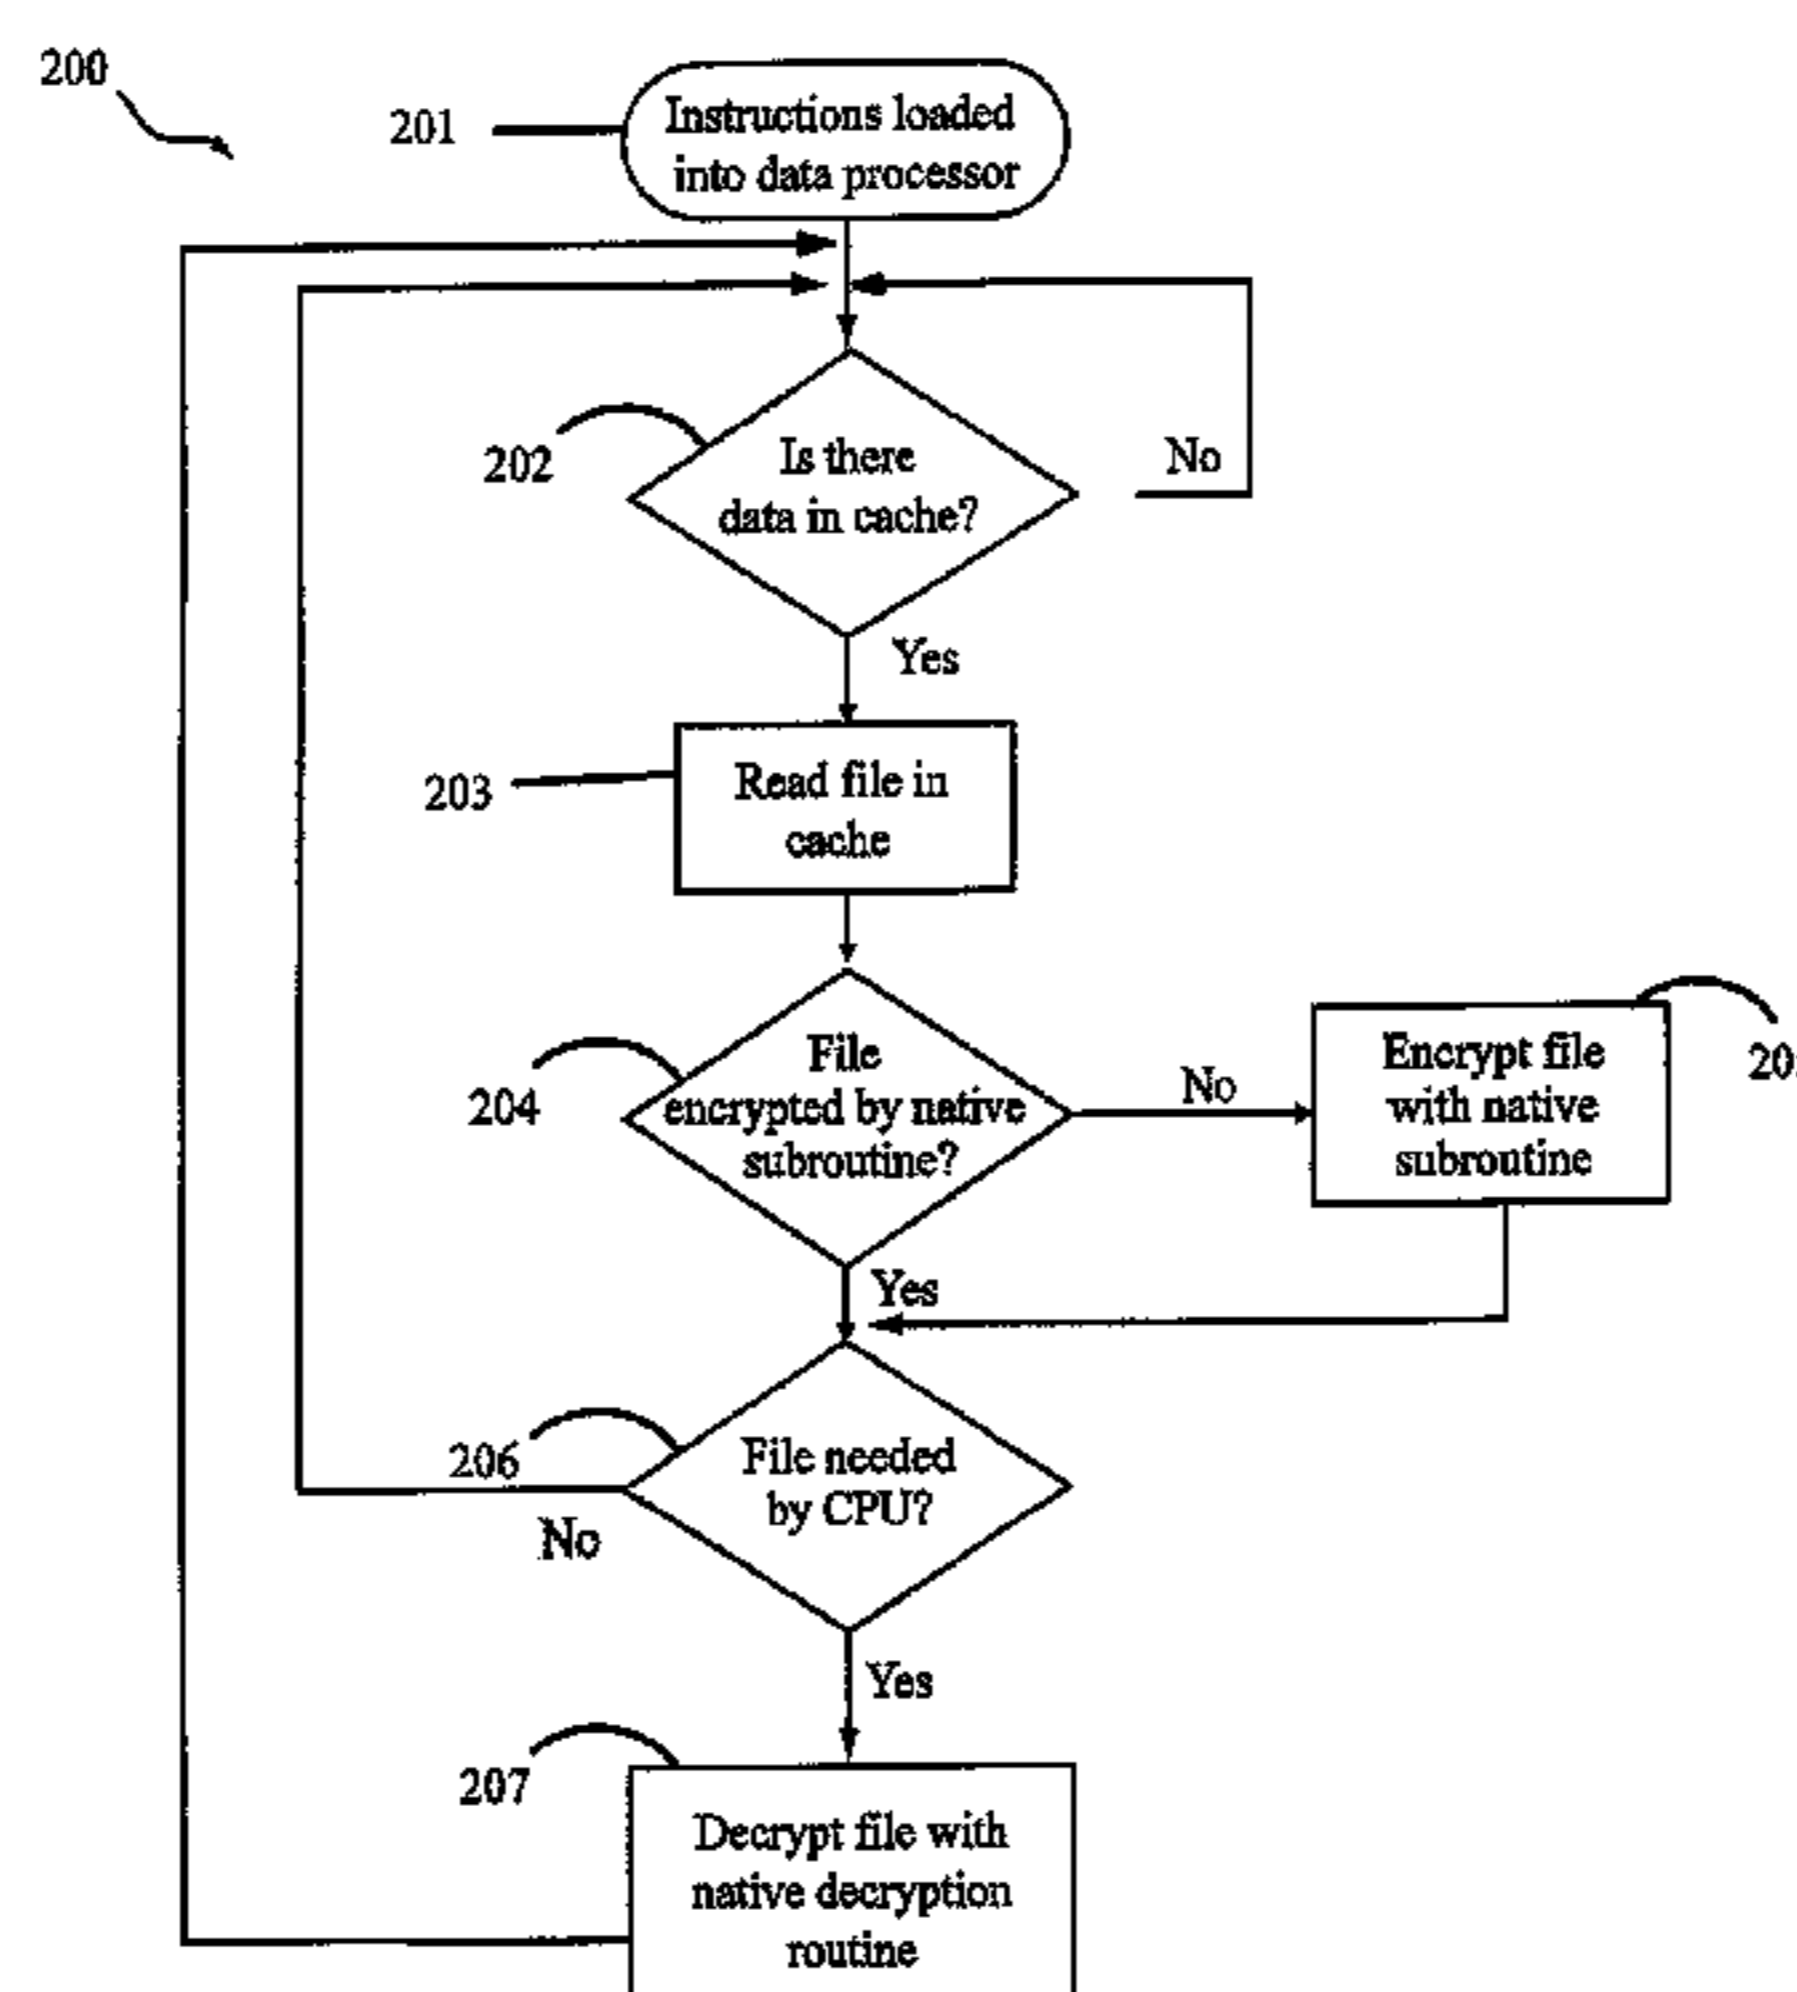 200
201
Instructions loaded
into data processor
202
Is there
data in cache?
No
Yes
203
Read file in
cache
204
File
encrypted by native
subroutine?
No
Encrypt file
with native
subroutine
Yes
206
File needed
by CPU?
No
Yes
207
Decrypt file with
native decryption
routine